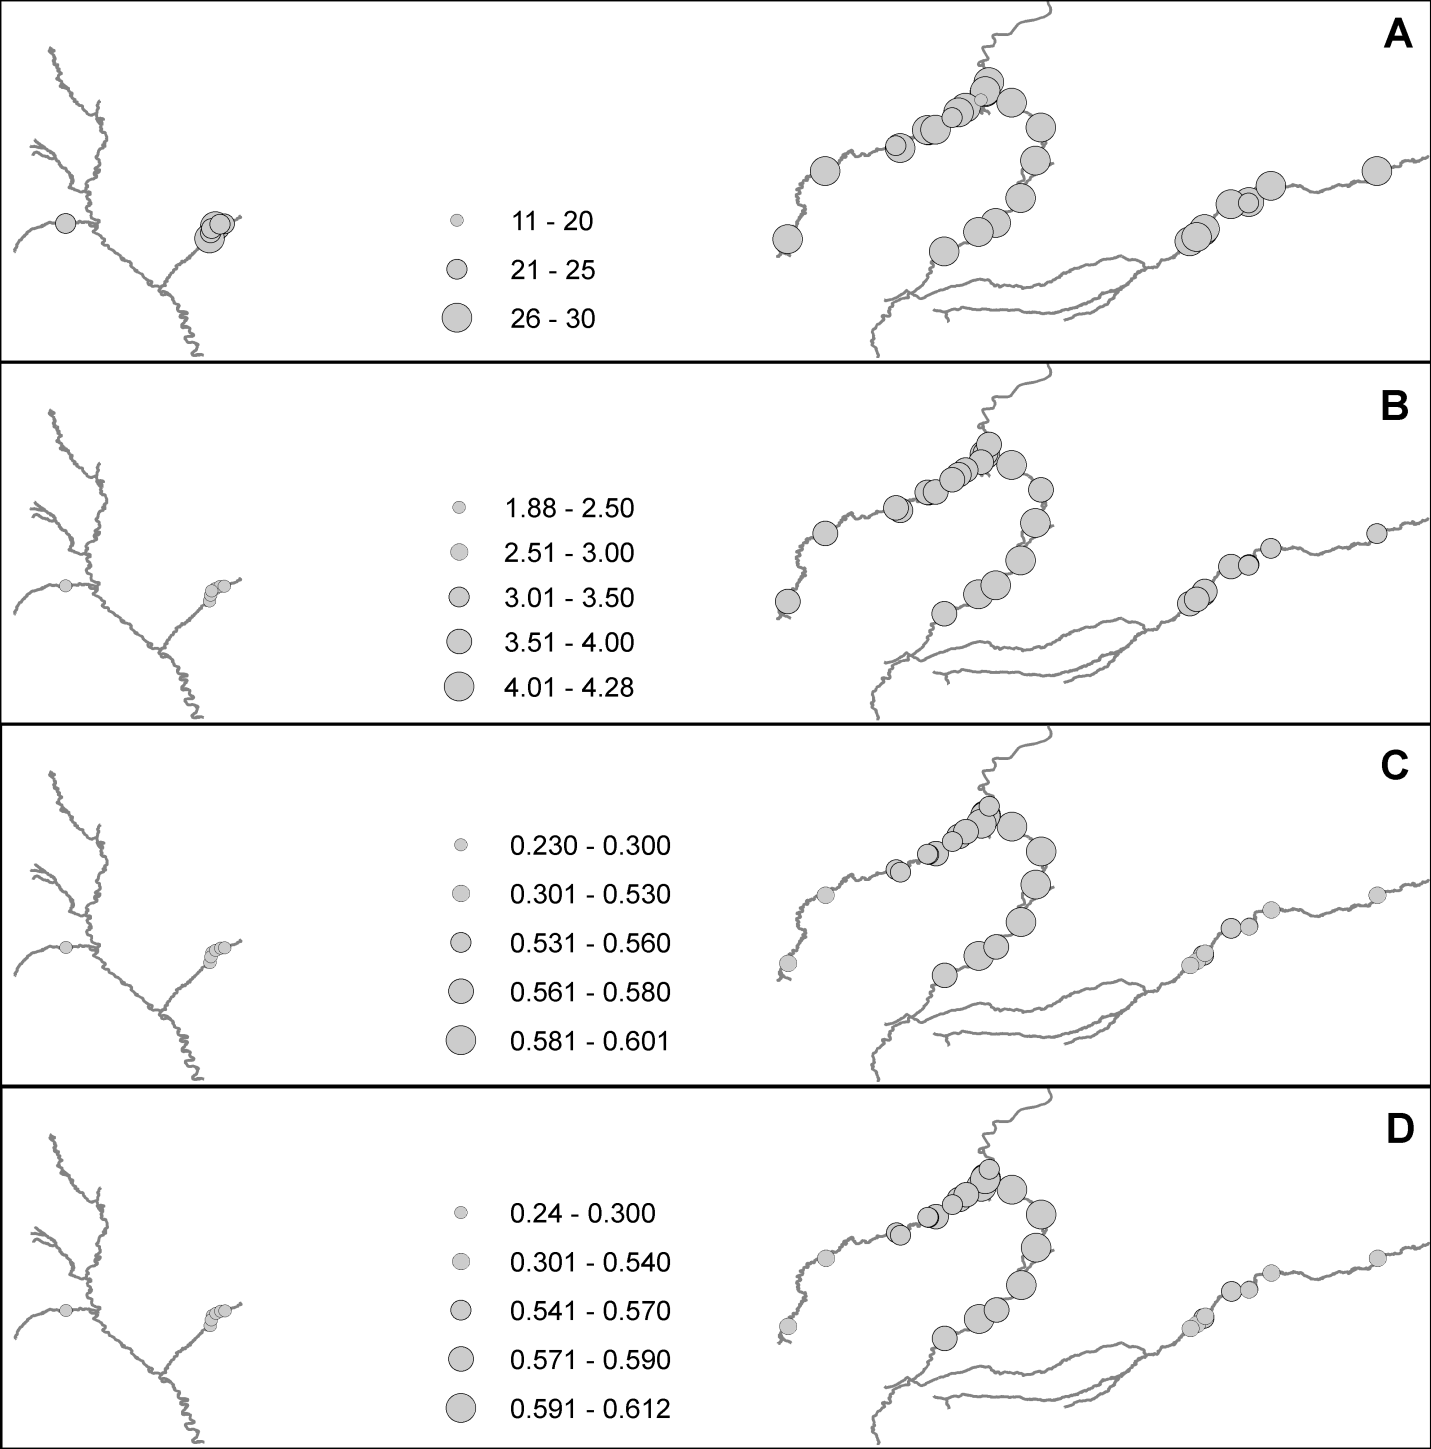 A
11 - 20
21 - 25
26 - 30
B
1.88 - 2.50
2.51 - 3.00
3.01 - 3.50
3.51 - 4.00
4.01 - 4.28
C
0.230 - 0.300
0.301 - 0.530
0.531 - 0.560
0.561 - 0.580
0.581 - 0.601
D
0.24 - 0.300
0.301 - 0.540
0.541 - 0.570
0.571 - 0.590
0.591 - 0.612